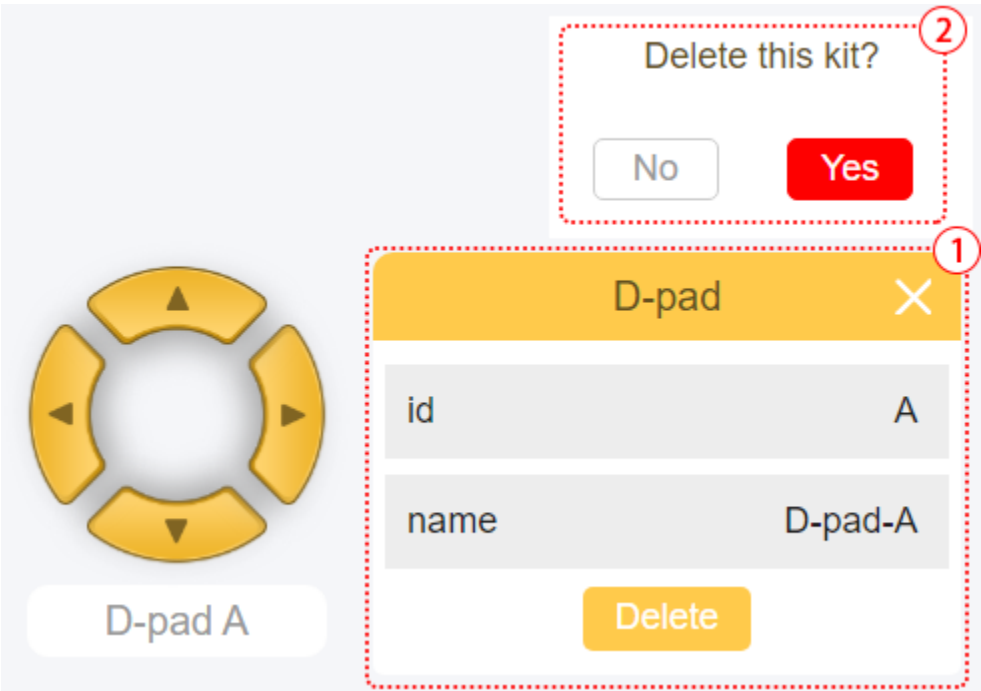 2
Delete this kit?
No Yes
1
D-pad
id A
name D-pad-A
Delete
D-pad A